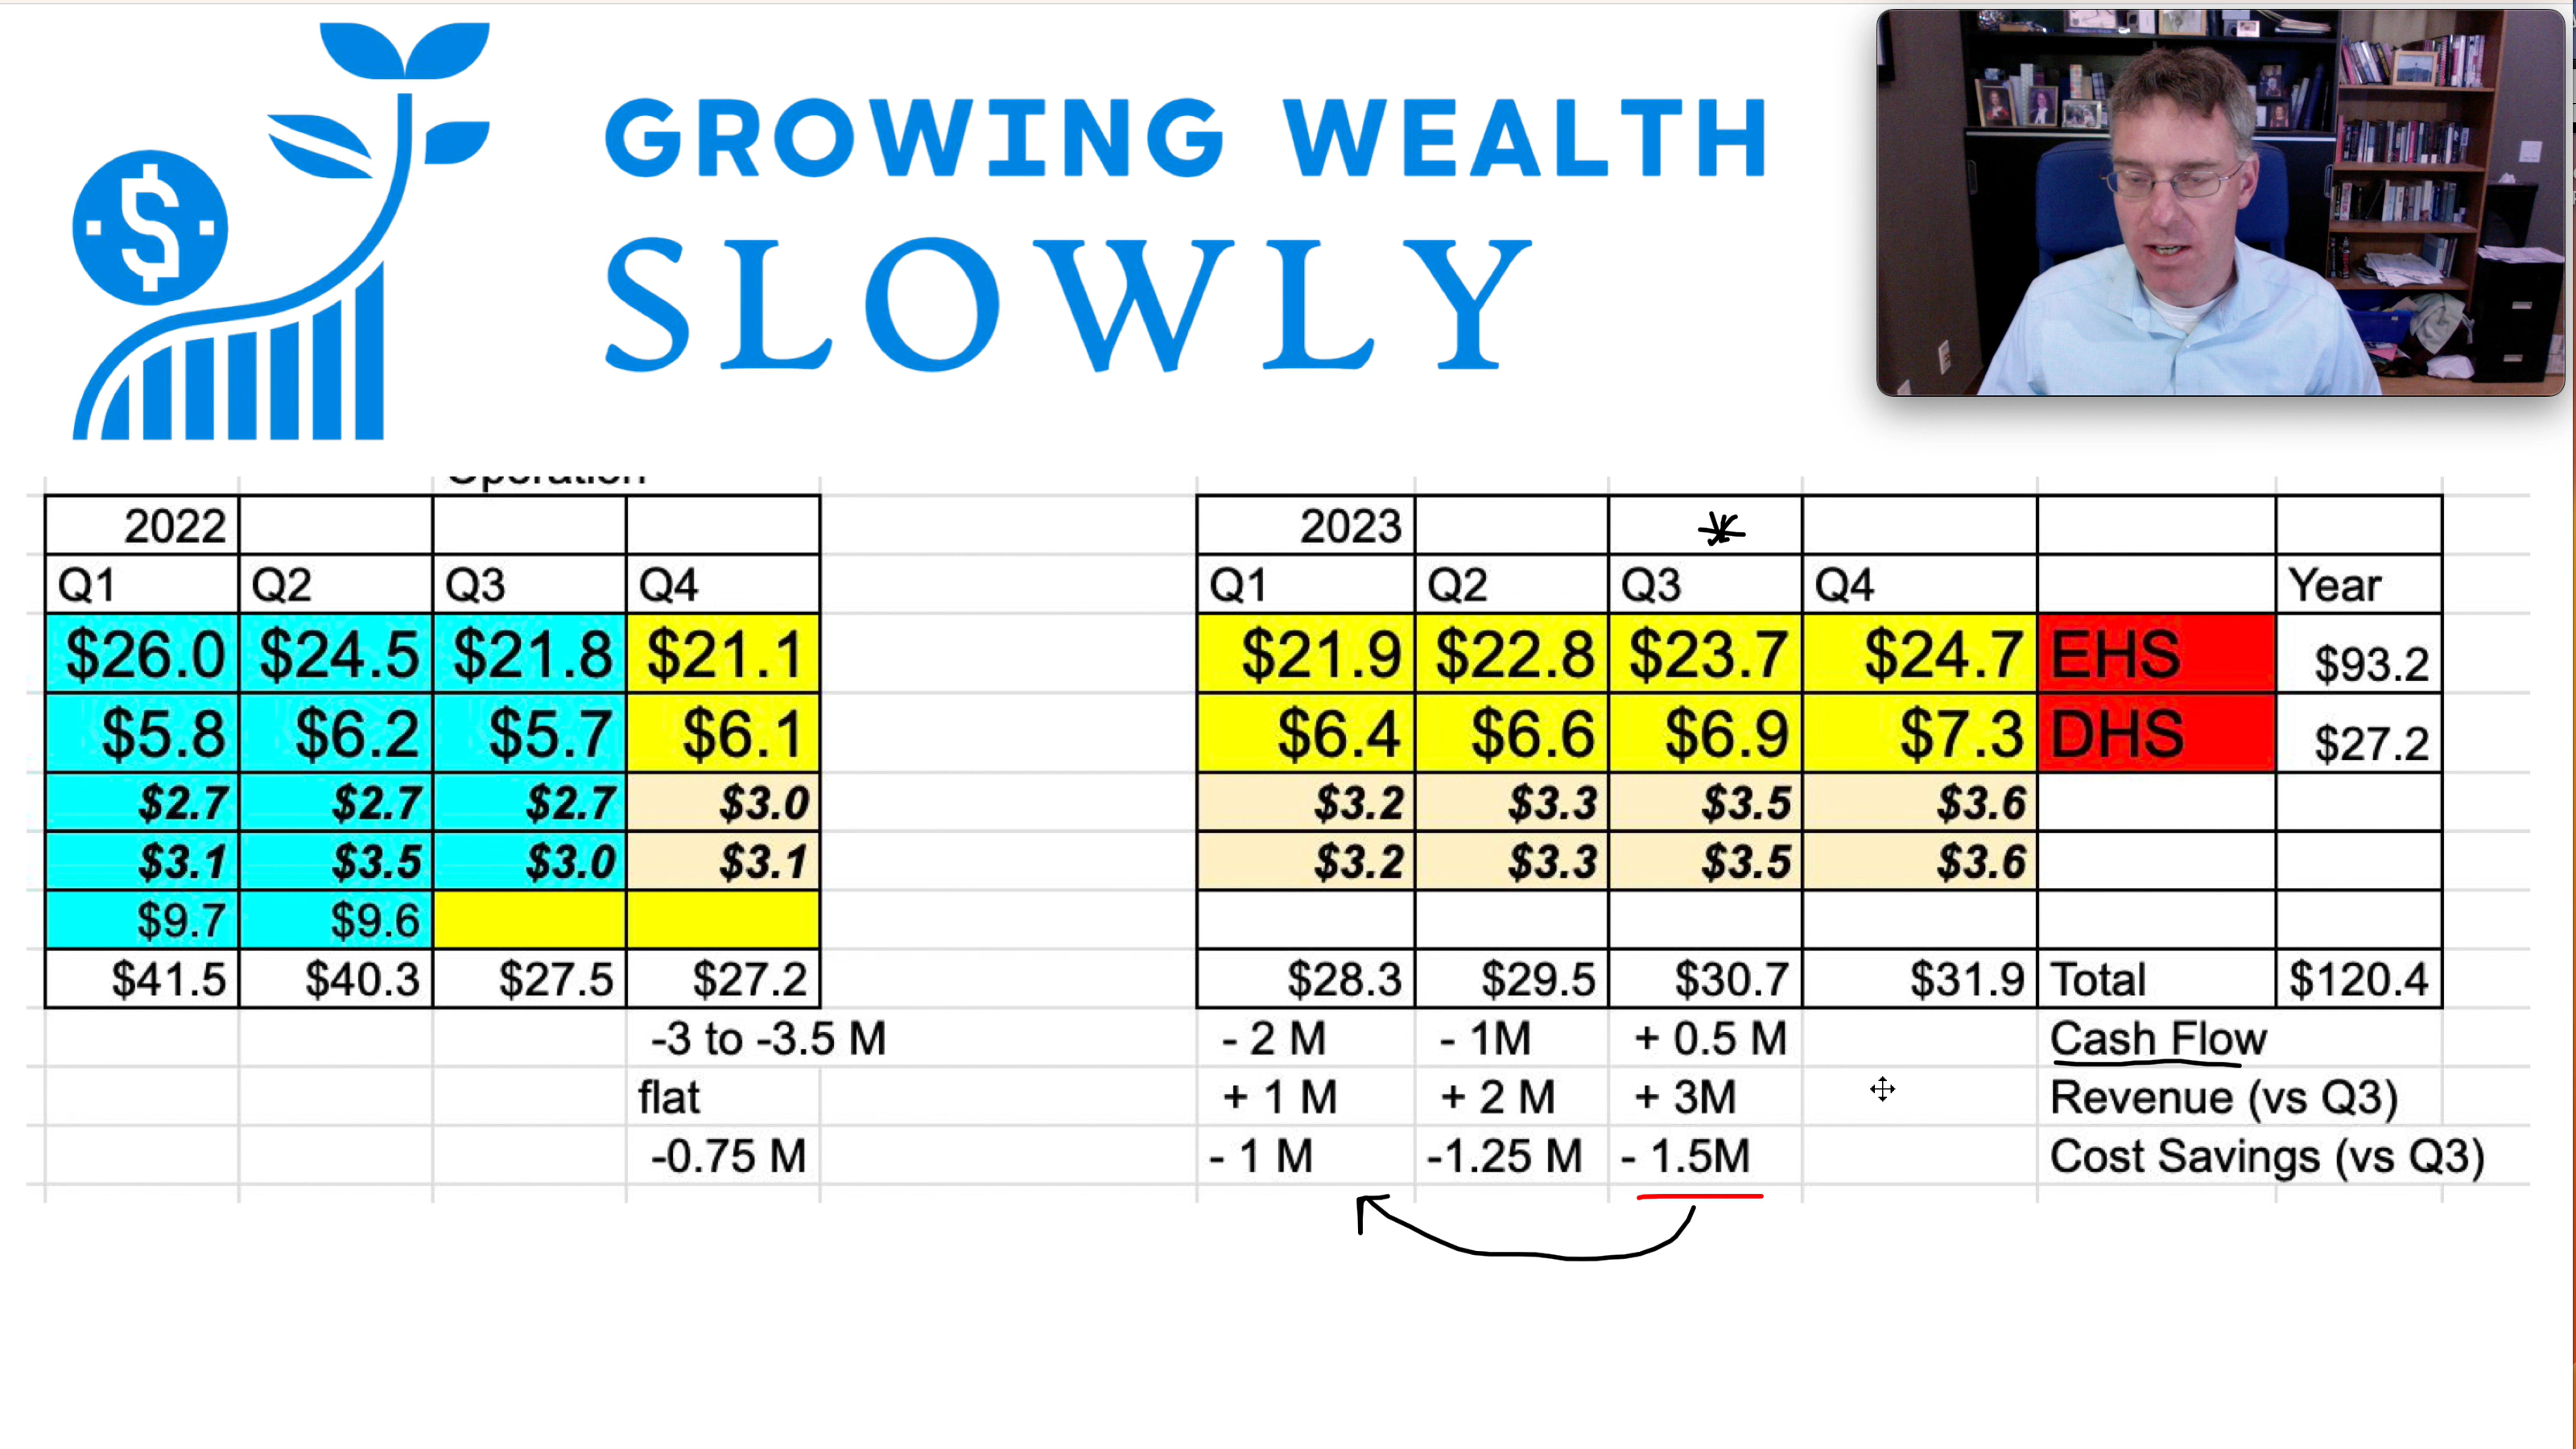 GROWING WEALTH
SLOWLY
Operation
2022 2023 *
Q1 Q2 Q3 Q4 Q1 Q2 Q3 Q4 Year
$26.0 $24.5 $21.8 $21.1 $21.9 $22.8 $23.7 $24.7 EHS $93.2
$5.8 $6.2 $5.7 $6.1 $6.4 $6.6 $6.9 $7.3 DHS $27.2
$2.7 $2.7 $2.7 $3.0 $3.2 $3.3 $3.5 $3.6
$3.1 $3.5 $3.0 $3.1 $3.2 $3.3 $3.5 $3.6
$9.7 $9.6
$41.5 $40.3 $27.5 $27.2 $28.3 $29.5 $30.7 $31.9 Total $120.4
-3 to -3.5 M - 2 M - 1M + 0.5 M Cash Flow
flat + 1 M + 2 M + 3M Revenue (vs Q3)
-0.75 M - 1 M -1.25 M - 1.5M Cost Savings (vs Q3)